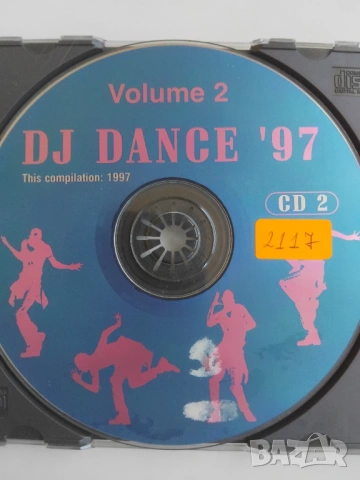 Volume 2
DJ DANCE '97
This compilation: 1997
CD 2
2117
BAZAR